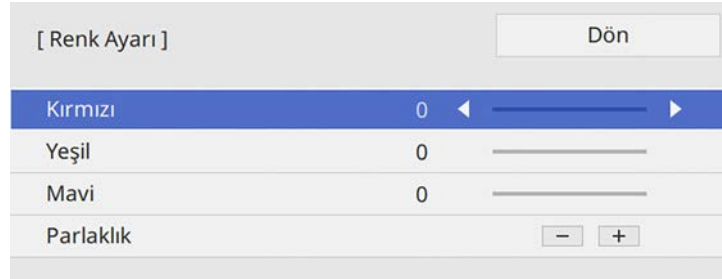 [ Renk Ayarı ] Dön
Kırmızı 0
Yeşil 0
Mavi 0
Parlaklık − +